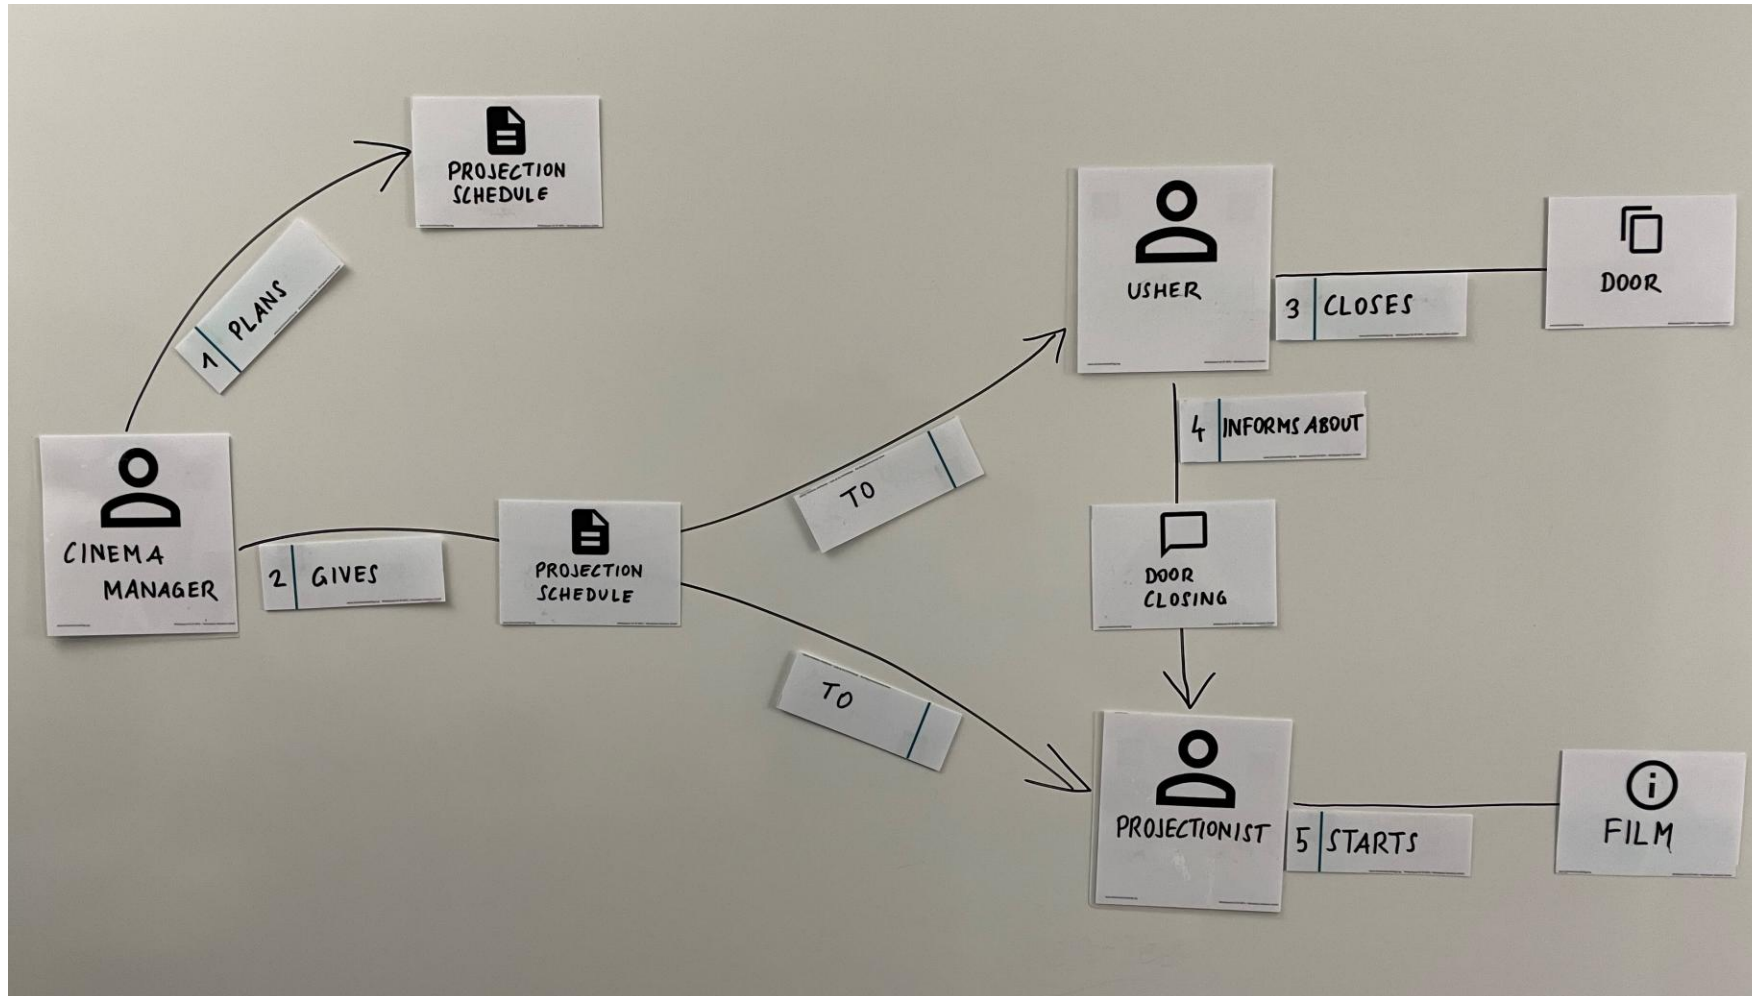 PROJECTION
SCHEDULE
1 PLANS
CINEMA
MANAGER
2 GIVES
PROJECTION
SCHEDULE
TO
TO
USHER
3 CLOSES
DOOR
4 INFORMS ABOUT
DOOR
CLOSING
PROJECTIONIST
5 STARTS
FILM